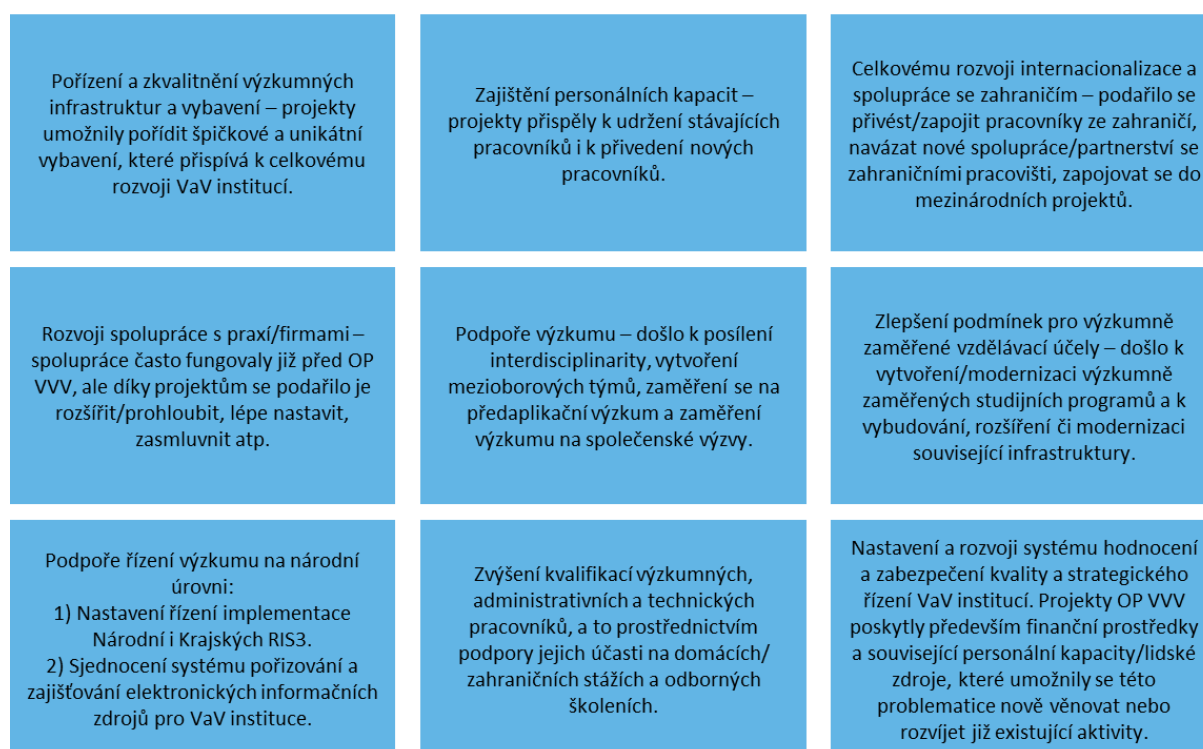 Pořízení a zkvalitnění výzkumných
infrastruktur a vybavení – projekty
umožnily pořídit špičkové a unikátní
vybavení, které přispívá k celkovému
rozvoji VaV institucí.
Zajištění personálních kapacit –
projekty přispěly k udržení stávajících
pracovníků i k přivedení nových
pracovníků.
Celkovému rozvoji internacionalizace a
spolupráce se zahraničím – podařilo se
přivést/zapojit pracovníky ze zahraničí,
navázat nové spolupráce/partnerství se
zahraničními pracovišti, zapojovat se do
mezinárodních projektů.
Rozvoji spolupráce s praxí/firmami –
spolupráce často fungovaly již před OP
VVV, ale díky projektům se podařilo je
rozšířit/prohloubit, lépe nastavit,
zasmluvnit atp.
Podpoře výzkumu – došlo k posílení
interdisciplinarity, vytvoření
mezioborových týmů, zaměření se na
předaplikační výzkum a zaměření
výzkumu na společenské výzvy.
Zlepšení podmínek pro výzkumně
zaměřené vzdělávací účely – došlo k
vytvoření/modernizaci výzkumně
zaměřených studijních programů a k
vybudování, rozšíření či modernizaci
související infrastruktury.
Podpoře řízení výzkumu na národní
úrovni:
1) Nastavení řízení implementace
Národní i Krajských RIS3.
2) Sjednocení systému pořizování a
zajišťování elektronických informačních
zdrojů pro VaV instituce.
Zvýšení kvalifikací výzkumných,
administrativních a technických
pracovníků, a to prostřednictvím
podpory jejich účasti na domácích/
zahraničních stážích a odborných
školeních.
Nastavení a rozvoji systému hodnocení
a zabezpečení kvality a strategického
řízení VaV institucí. Projekty OP VVV
poskytly především finanční prostředky
a související personální kapacity/lidské
zdroje, které umožnily se této
problematice nově věnovat nebo
rozvíjet již existující aktivity.